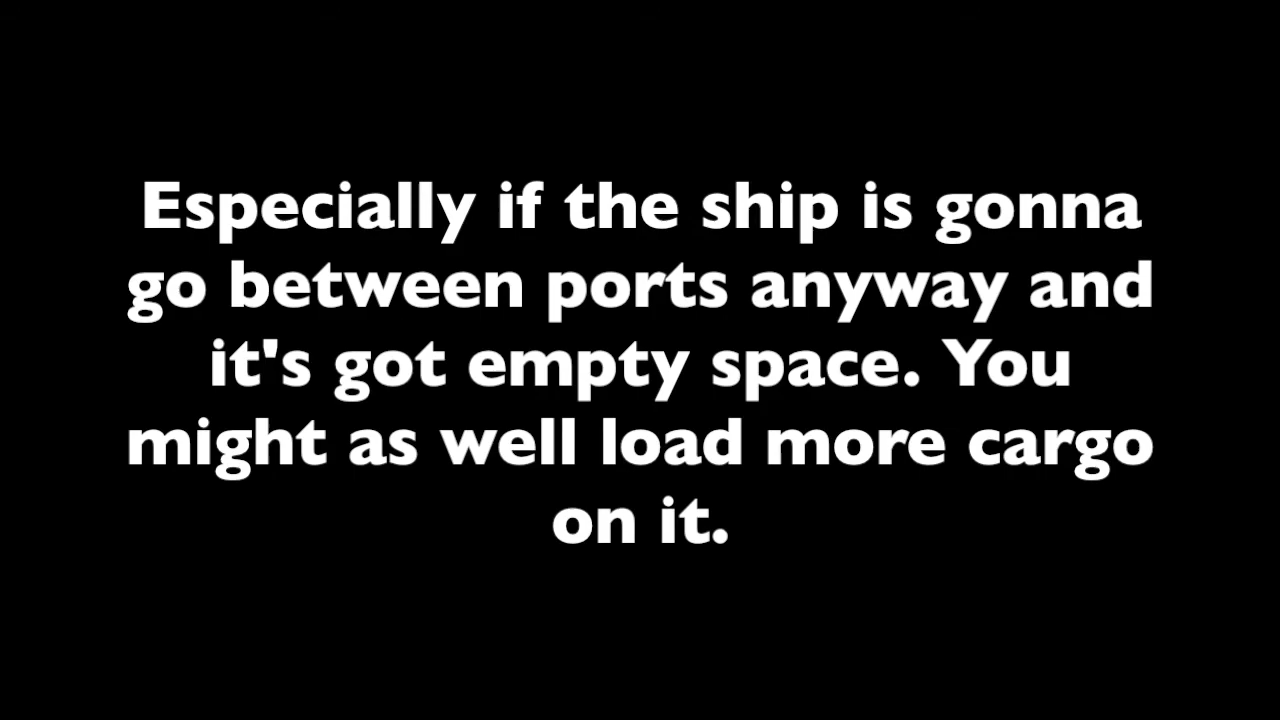 Especially if the ship is gonna
go between ports anyway and
it's got empty space. You
might as well load more cargo
on it.